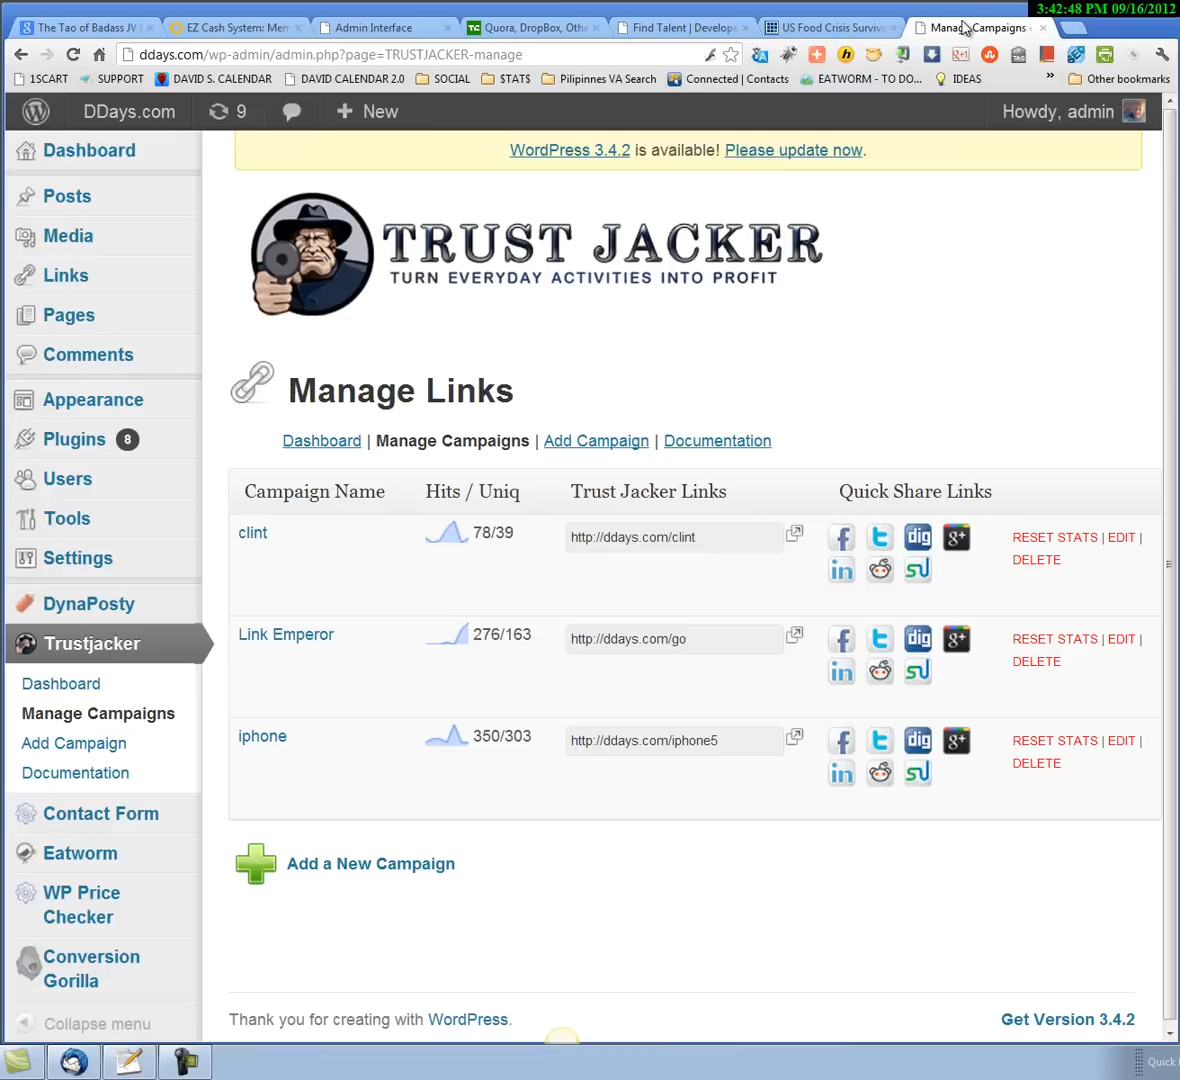 3:42:48 PM 09/16/2012
The Tao of Badass JV
EZ Cash System: Mem
Admin Interface
Quora, DropBox, Othe
Find Talent | Develope
US Food Crisis Surviva
Manage Campaigns
ddays.com/wp-admin/admin.php?page=TRUSTJACKER-manage
1SCART
SUPPORT
DAVID S. CALENDAR
DAVID CALENDAR 2.0
SOCIAL
STAT$
Pilipinnes VA Search
Connected | Contacts
EATWORM - TO DO...
IDEAS
Other bookmarks
DDays.com
9
New
Howdy, admin
WordPress 3.4.2 is available! Please update now.
Dashboard
Posts
Media
Links
Pages
Comments
Appearance
Plugins 8
Users
Tools
Settings
DynaPosty
Trustjacker
Dashboard
Manage Campaigns
Add Campaign
Documentation
Contact Form
Eatworm
WP Price
Checker
Conversion
Gorilla
Collapse menu
TRUST JACKER
TURN EVERYDAY ACTIVITIES INTO PROFIT
Manage Links
Dashboard | Manage Campaigns | Add Campaign | Documentation
Campaign Name Hits / Uniq Trust Jacker Links Quick Share Links
clint 78/39 http://ddays.com/clint
RESET STATS | EDIT |
DELETE
Link Emperor 276/163 http://ddays.com/go
RESET STATS | EDIT |
DELETE
iphone 350/303 http://ddays.com/iphone5
RESET STATS | EDIT |
DELETE
Add a New Campaign
Thank you for creating with WordPress.
Get Version 3.4.2
Quick